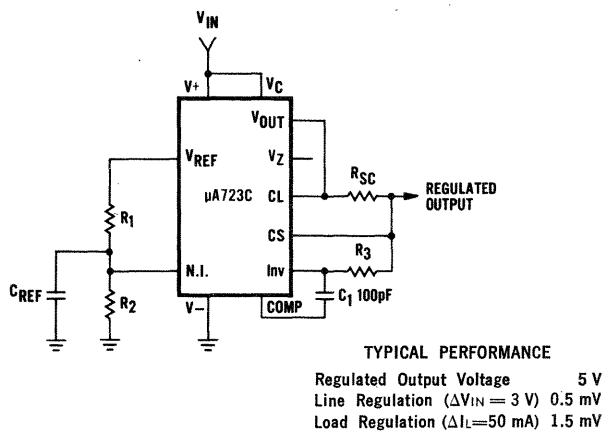 VIN
V+ VC
VOUT
VREF
VZ
RSC
μA723C
CL
REGULATED
OUTPUT
R1
CS
R3
N.I.
Inv
CREF
R2
C1 100pF
V−
COMP
TYPICAL PERFORMANCE
Regulated Output Voltage 5 V
Line Regulation (ΔVIN = 3 V) 0.5 mV
Load Regulation (ΔIL=50 mA) 1.5 mV